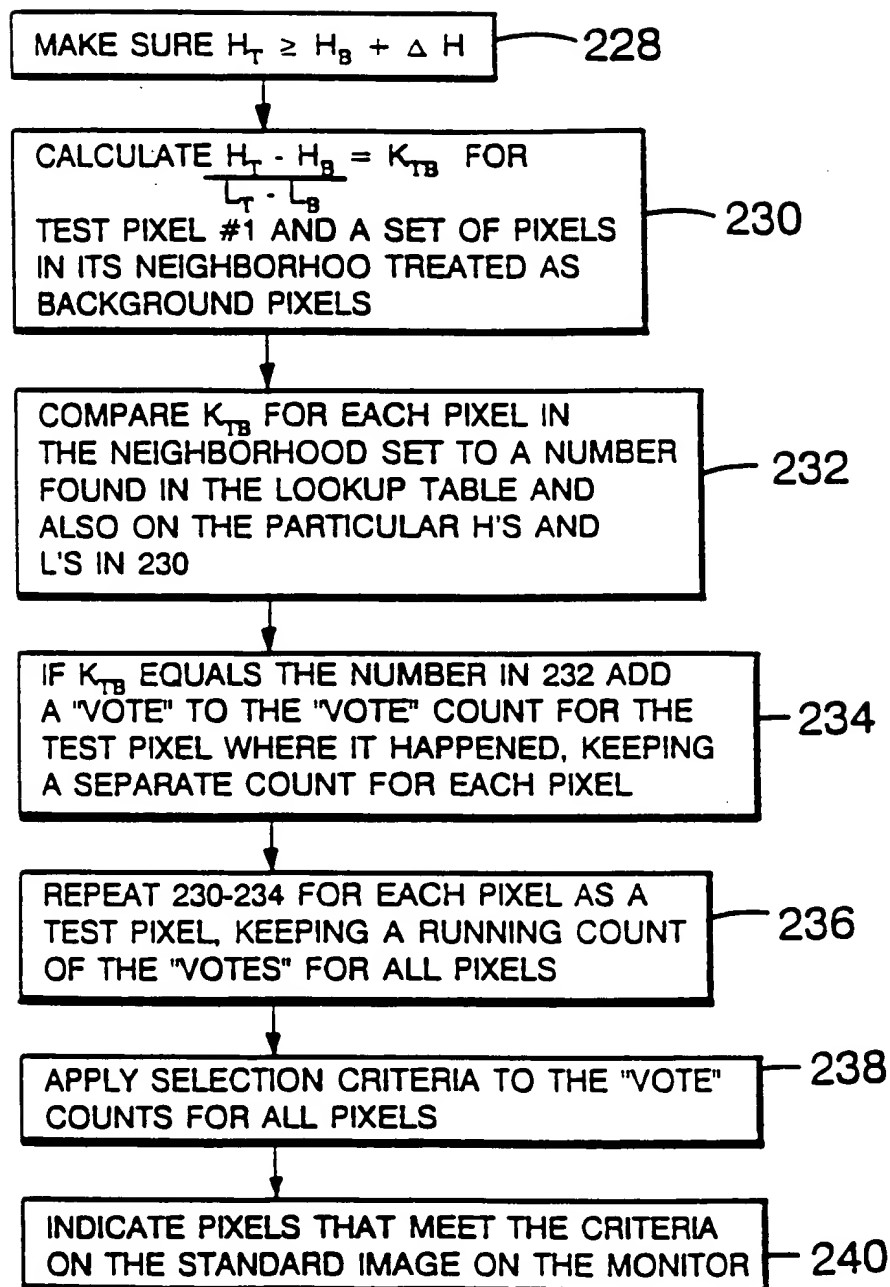 MAKE SURE H_T ≥ H_B + Δ H
228
CALCULATE H_T - H_B = K_TB FOR
L_T - L_B
TEST PIXEL #1 AND A SET OF PIXELS
IN ITS NEIGHBORHOO TREATED AS
BACKGROUND PIXELS
230
COMPARE K_TB FOR EACH PIXEL IN
THE NEIGHBORHOOD SET TO A NUMBER
FOUND IN THE LOOKUP TABLE AND
ALSO ON THE PARTICULAR H'S AND
L'S IN 230
232
IF K_TB EQUALS THE NUMBER IN 232 ADD
A "VOTE" TO THE "VOTE" COUNT FOR THE
TEST PIXEL WHERE IT HAPPENED, KEEPING
A SEPARATE COUNT FOR EACH PIXEL
234
REPEAT 230-234 FOR EACH PIXEL AS A
TEST PIXEL, KEEPING A RUNNING COUNT
OF THE "VOTES" FOR ALL PIXELS
236
APPLY SELECTION CRITERIA TO THE "VOTE"
COUNTS FOR ALL PIXELS
238
INDICATE PIXELS THAT MEET THE CRITERIA
ON THE STANDARD IMAGE ON THE MONITOR
240